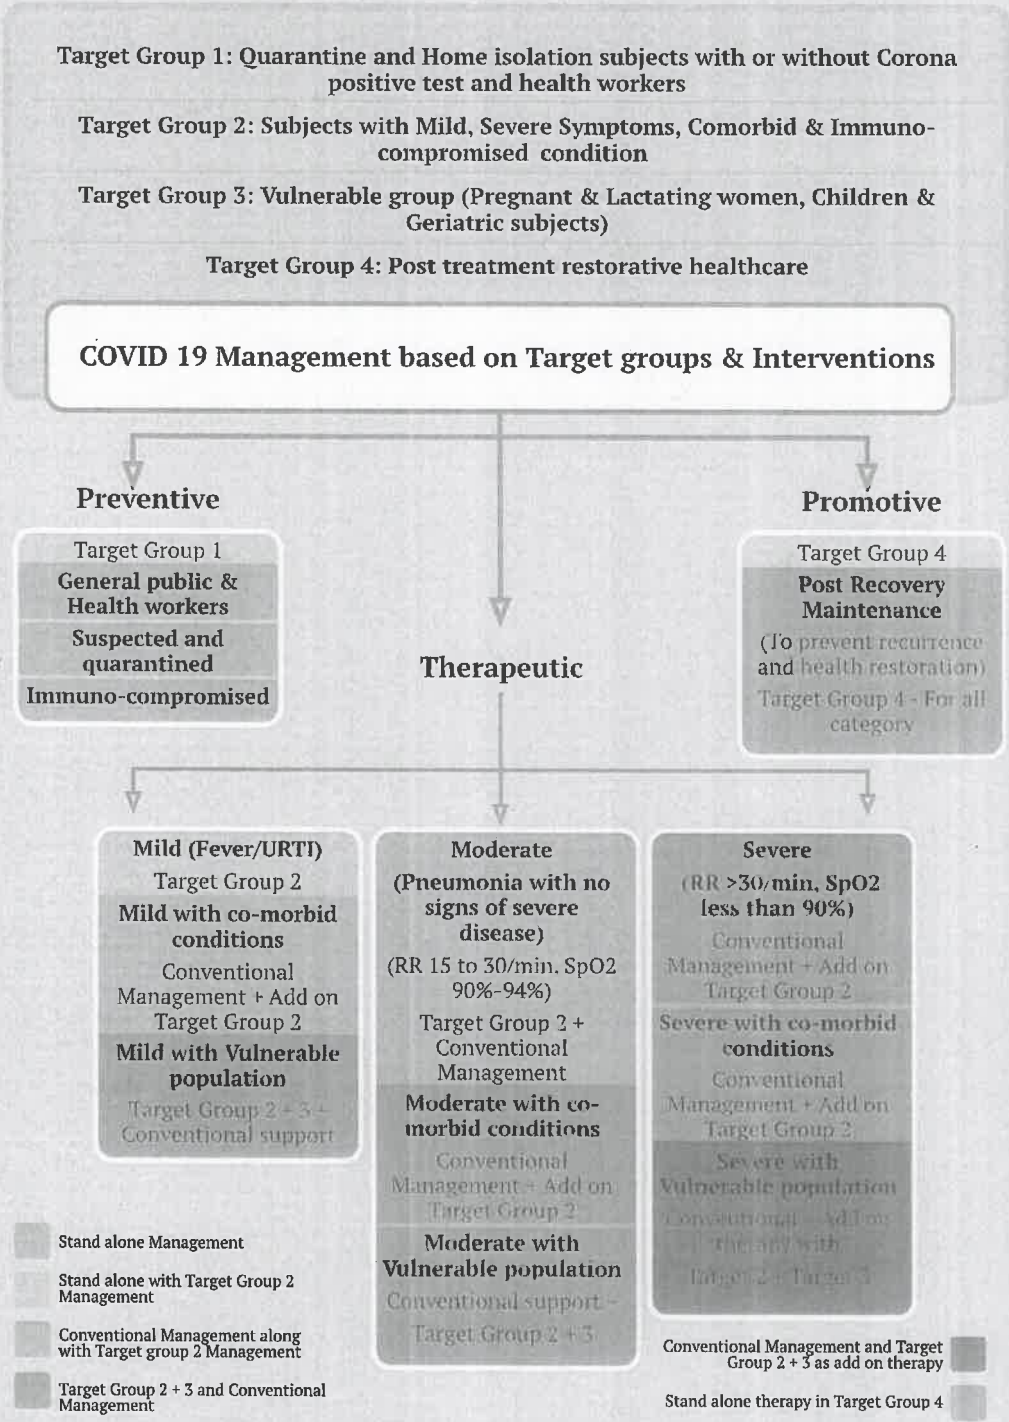 Target Group 1: Quarantine and Home isolation subjects with or without Corona
positive test and health workers
Target Group 2: Subjects with Mild, Severe Symptoms, Comorbid & Immuno-
compromised condition
Target Group 3: Vulnerable group (Pregnant & Lactating women, Children &
Geriatric subjects)
Target Group 4: Post treatment restorative healthcare
COVID 19 Management based on Target groups & Interventions
Preventive
Target Group 1
General public &
Health workers
Suspected and
quarantined
Immuno-compromised
Therapeutic
Promotive
Target Group 4
Post Recovery
Maintenance
(To prevent recurrence
and health restoration)
Target Group 4 - For all
category
Mild (Fever/URTI)
Target Group 2
Mild with co-morbid
conditions
Conventional
Management + Add on
Target Group 2
Mild with Vulnerable
population
Target Group 2 + 3 +
Conventional support
Moderate
(Pneumonia with no
signs of severe
disease)
(RR 15 to 30/min. SpO2
90%-94%)
Target Group 2 +
Conventional
Management
Moderate with co-
morbid conditions
Conventional
Management + Add on
Target Group 2
Moderate with
Vulnerable population
Conventional support +
Target Group 2 + 3
Severe
(RR >30/min, SpO2
less than 90%)
Conventional
Management + Add on
Target Group 2
Severe with co-morbid
conditions
Conventional
Management + Add on
Target Group 2
Severe with
Vulnerable population
Conventional + Add on
therapy with
Target 2 + Target 3
Stand alone Management
Stand alone with Target Group 2
Management
Conventional Management along
with Target group 2 Management
Target Group 2 + 3 and Conventional
Management
Conventional Management and Target
Group 2 + 3 as add on therapy
Stand alone therapy in Target Group 4